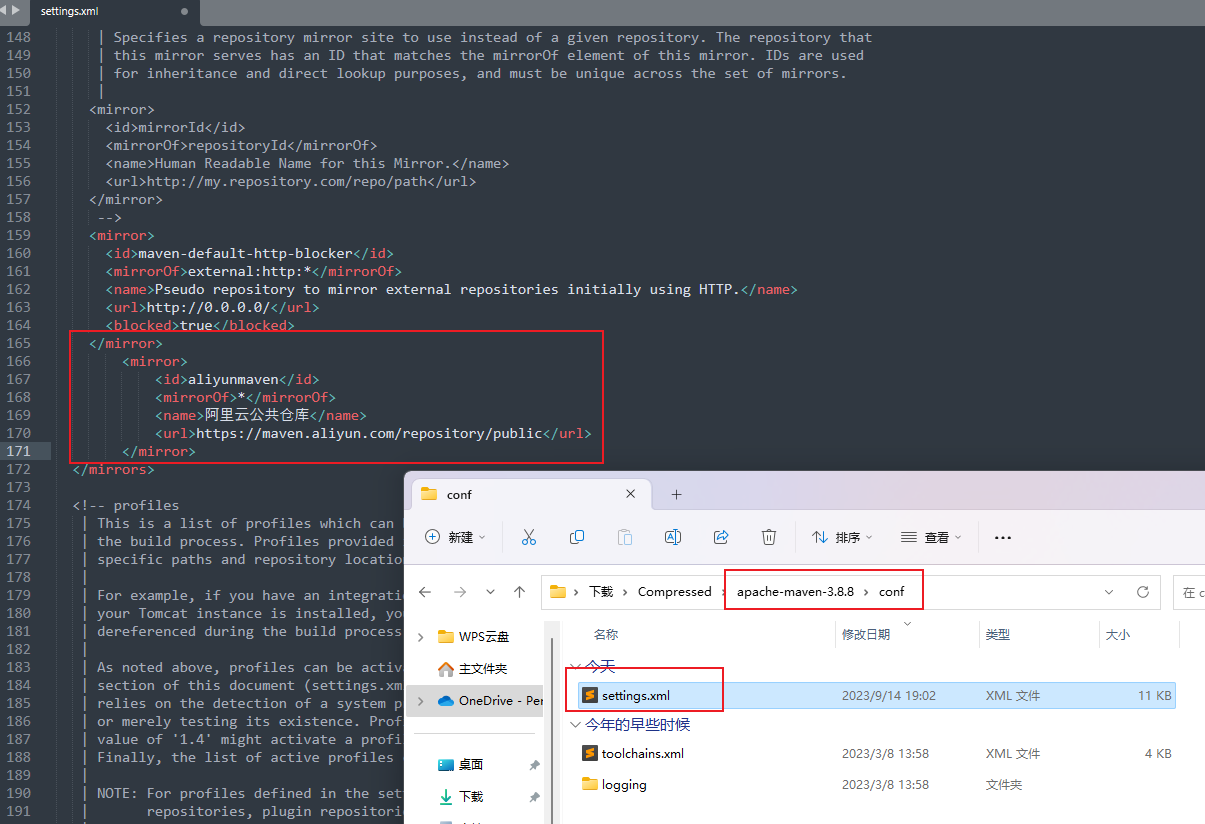 settings.xml
148 | Specifies a repository mirror site to use instead of a given repository. The repository that
149 | this mirror serves has an ID that matches the mirrorOf element of this mirror. IDs are used
150 | for inheritance and direct lookup purposes, and must be unique across the set of mirrors.
151 |
152 <mirror>
153 <id>mirrorId</id>
154 <mirrorOf>repositoryId</mirrorOf>
155 <name>Human Readable Name for this Mirror.</name>
156 <url>http://my.repository.com/repo/path</url>
157 </mirror>
158 -->
159 <mirror>
160 <id>maven-default-http-blocker</id>
161 <mirrorOf>external:http:*</mirrorOf>
162 <name>Pseudo repository to mirror external repositories initially using HTTP.</name>
163 <url>http://0.0.0.0/</url>
164 <blocked>true</blocked>
165 </mirror>
166 <mirror>
167 <id>aliyunmaven</id>
168 <mirrorOf>*</mirrorOf>
169 <name>阿里云公共仓库</name>
170 <url>https://maven.aliyun.com/repository/public</url>
171 </mirror>
172 </mirrors>
173
174 <!-- profiles
175 | This is a list of profiles which can
176 | the build process. Profiles provided
177 | specific paths and repository locatio
178 |
179 | For example, if you have an integrati
180 | your Tomcat instance is installed, yo
181 | dereferenced during the build process
182 |
183 | As noted above, profiles can be activa
184 | section of this document (settings.xm
185 | relies on the detection of a system p
186 | or merely testing its existence. Prof
187 | value of '1.4' might activate a profi
188 | Finally, the list of active profiles
189 |
190 | NOTE: For profiles defined in the set
191 | repositories, plugin repositori
conf
新建
排序
查看
下载 > Compressed > apache-maven-3.8.8 > conf
在
名称 修改日期 类型 大小
WPS云盘
主文件夹
OneDrive - Per
桌面
下载
今天
settings.xml 2023/9/14 19:02 XML 文件 11 KB
今年的早些时候
toolchains.xml 2023/3/8 13:58 XML 文件 4 KB
logging 2023/3/8 13:58 文件夹